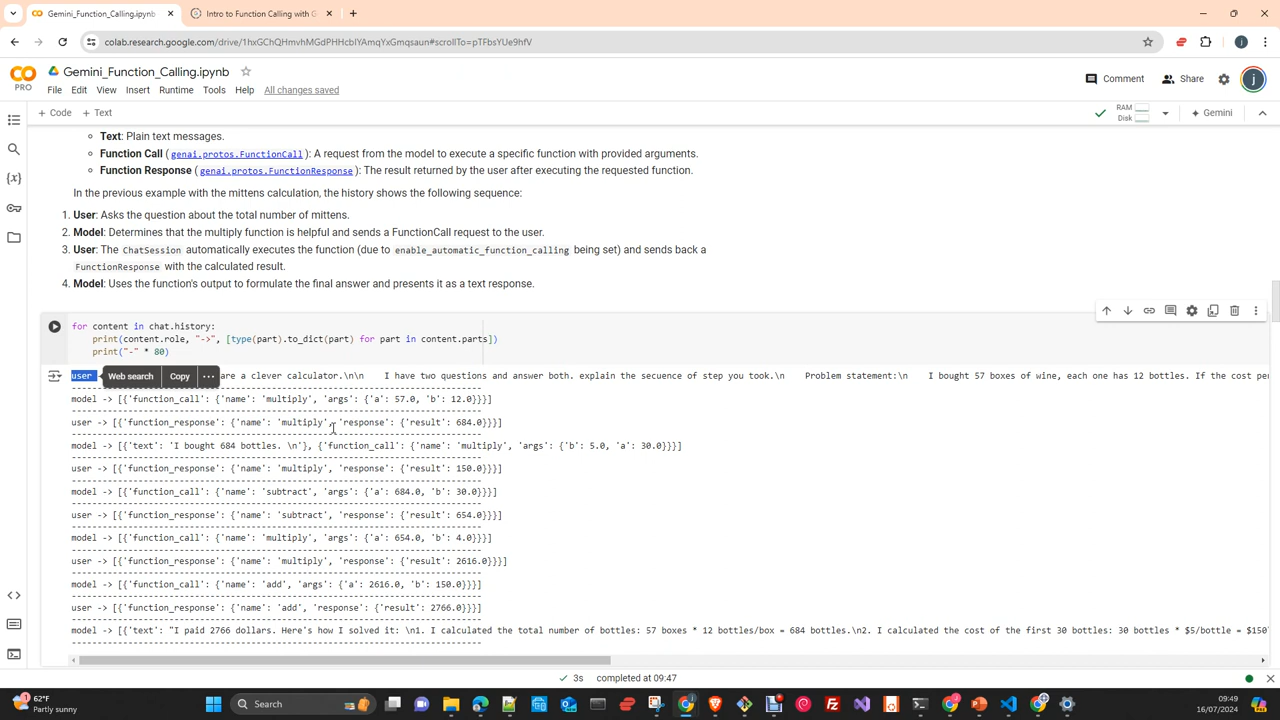 Gemini_Function_Calling.ipynb
Intro to Function Calling with G
colab.research.google.com/drive/1hxGChQHmvhMGdPHHcbIYAmqYxGmqsaun#scrollTo=pTFbsYUe9hfV
Gemini_Function_Calling.ipynb
PRO
File Edit View Insert Runtime Tools Help All changes saved
Comment Share
+ Code + Text
RAM
Disk
Gemini
Text: Plain text messages.
Function Call (genai.protos.FunctionCall): A request from the model to execute a specific function with provided arguments.
Function Response (genai.protos.FunctionResponse): The result returned by the user after executing the requested function.
In the previous example with the mittens calculation, the history shows the following sequence:
1. User: Asks the question about the total number of mittens.
2. Model: Determines that the multiply function is helpful and sends a FunctionCall request to the user.
3. User: The ChatSession automatically executes the function (due to enable_automatic_function_calling being set) and sends back a
FunctionResponse with the calculated result.
4. Model: Uses the function's output to formulate the final answer and presents it as a text response.
for content in chat.history:
print(content.role, "->", [type(part).to_dict(part) for part in content.parts])
print("-" * 80)
user
Web search Copy
are a clever calculator.\n\n    I have two questions and answer both. explain the secuence of step you took.\n    Problem statement:\n    I bought 57 boxes of wine, each one has 12 bottles. If the cost per
--------------------------------------------------------------------------------
model -> [{'function_call': {'name': 'multiply', 'args': {'a': 57.0, 'b': 12.0}}}]
--------------------------------------------------------------------------------
user -> [{'function_response': {'name': 'multiply', 'response': {'result': 684.0}}}]
--------------------------------------------------------------------------------
model -> [{'text': 'I bought 684 bottles. \n'}, {'function_call': {'name': 'multiply', 'args': {'b': 5.0, 'a': 30.0}}}]
--------------------------------------------------------------------------------
user -> [{'function_response': {'name': 'multiply', 'response': {'result': 150.0}}}]
--------------------------------------------------------------------------------
model -> [{'function_call': {'name': 'subtract', 'args': {'a': 684.0, 'b': 30.0}}}]
--------------------------------------------------------------------------------
user -> [{'function_response': {'name': 'subtract', 'response': {'result': 654.0}}}]
--------------------------------------------------------------------------------
model -> [{'function_call': {'name': 'multiply', 'args': {'a': 654.0, 'b': 4.0}}}]
--------------------------------------------------------------------------------
user -> [{'function_response': {'name': 'multiply', 'response': {'result': 2616.0}}}]
--------------------------------------------------------------------------------
model -> [{'function_call': {'name': 'add', 'args': {'a': 2616.0, 'b': 150.0}}}]
--------------------------------------------------------------------------------
user -> [{'function_response': {'name': 'add', 'response': {'result': 2766.0}}}]
--------------------------------------------------------------------------------
model -> [{'text': "I paid 2766 dollars. Here's how I solved it: \n1. I calculated the total number of bottles: 57 boxes * 12 bottles/box = 684 bottles.\n2. I calculated the cost of the first 30 bottles: 30 bottles * $5/bottle = $150
--------------------------------------------------------------------------------
3s completed at 09:47
62°F
Partly sunny
Search
09:49
16/07/2024